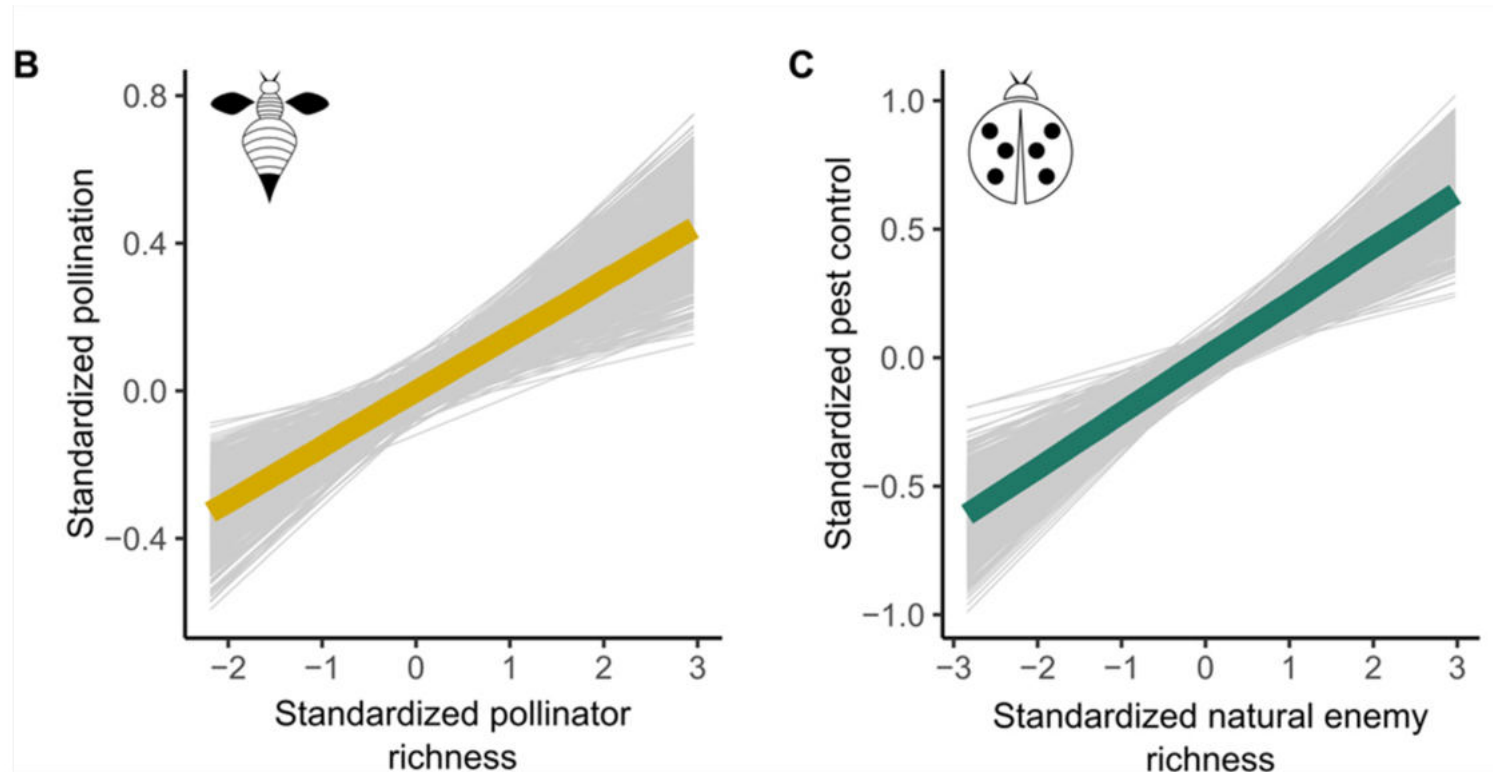 B
Standardized pollination
0.8
0.4
0.0
−0.4
−2 −1 0 1 2 3
Standardized pollinator
richness
C
Standardized pest control
1.0
0.5
0.0
−0.5
−1.0
−3 −2 −1 0 1 2 3
Standardized natural enemy
richness